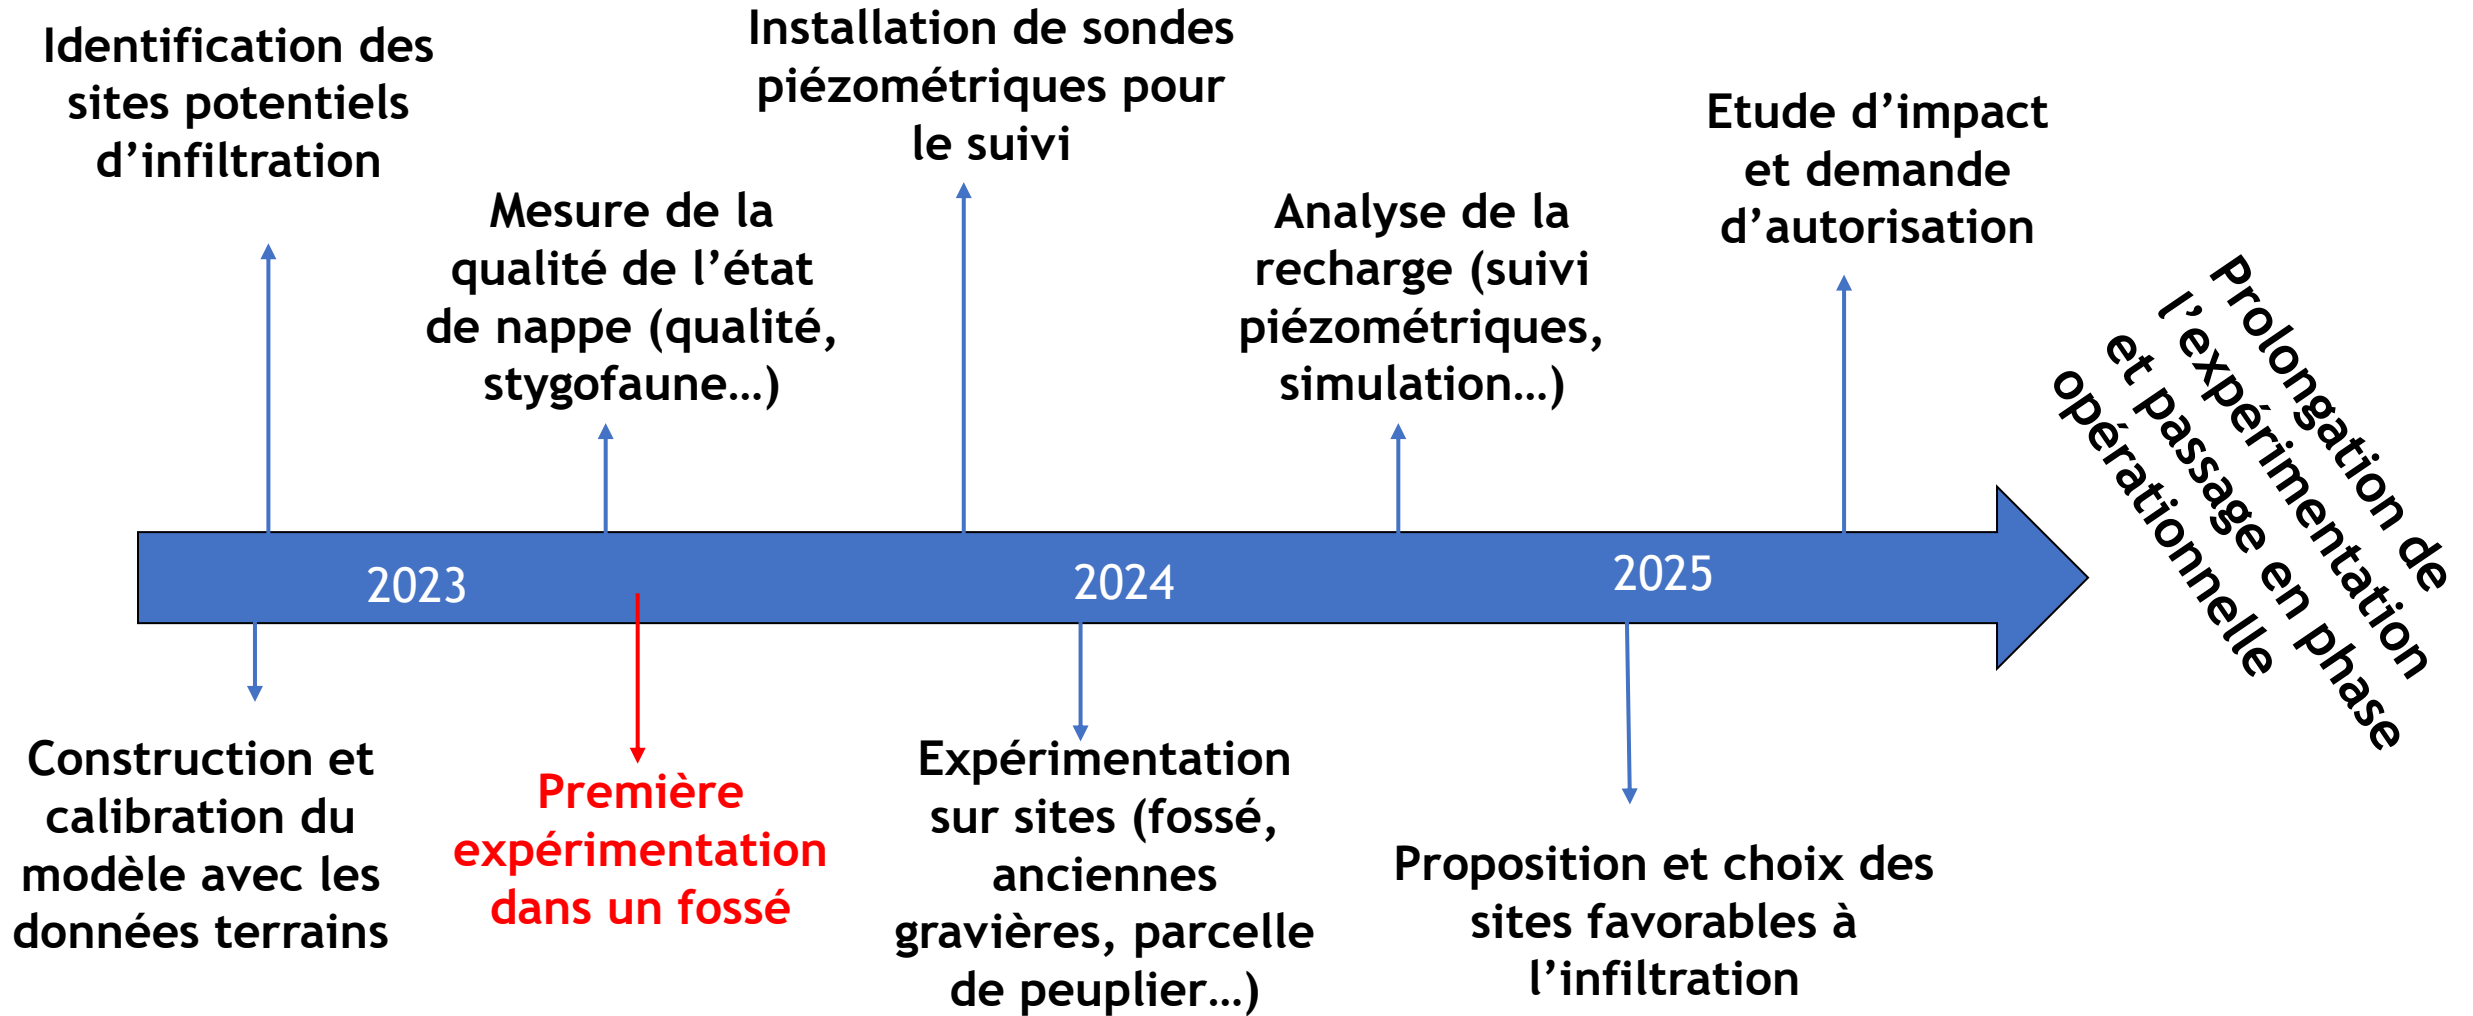 Identification des
sites potentiels
d’infiltration
Mesure de la
qualité de l’état
de nappe (qualité,
stygofaune…)
Installation de sondes
piézométriques pour
le suivi
Analyse de la
recharge (suivi
piézométriques,
simulation…)
Etude d’impact
et demande
d’autorisation
Prolongation de
l’expérimentation
et passage en phase
opérationnelle
2023
2024
2025
Construction et
calibration du
modèle avec les
données terrains
Première
expérimentation
dans un fossé
Expérimentation
sur sites (fossé,
anciennes
gravières, parcelle
de peuplier…)
Proposition et choix des
sites favorables à
l’infiltration